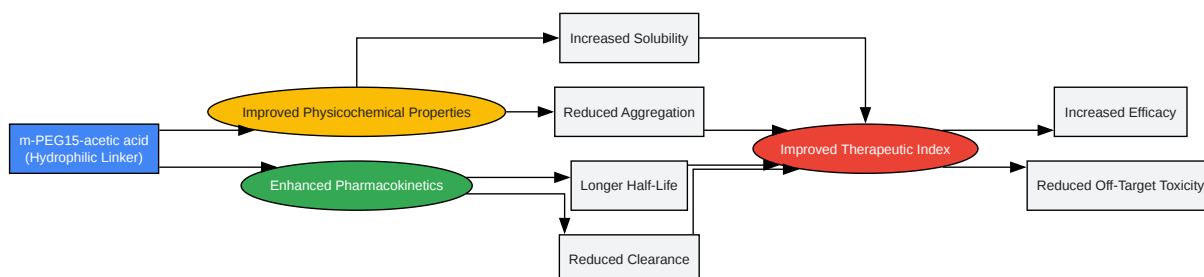 m-PEG15-acetic acid
(Hydrophilic Linker)
Improved Physicochemical Properties
Enhanced Pharmacokinetics
Increased Solubility
Reduced Aggregation
Longer Half-Life
Reduced Clearance
Improved Therapeutic Index
Increased Efficacy
Reduced Off-Target Toxicity